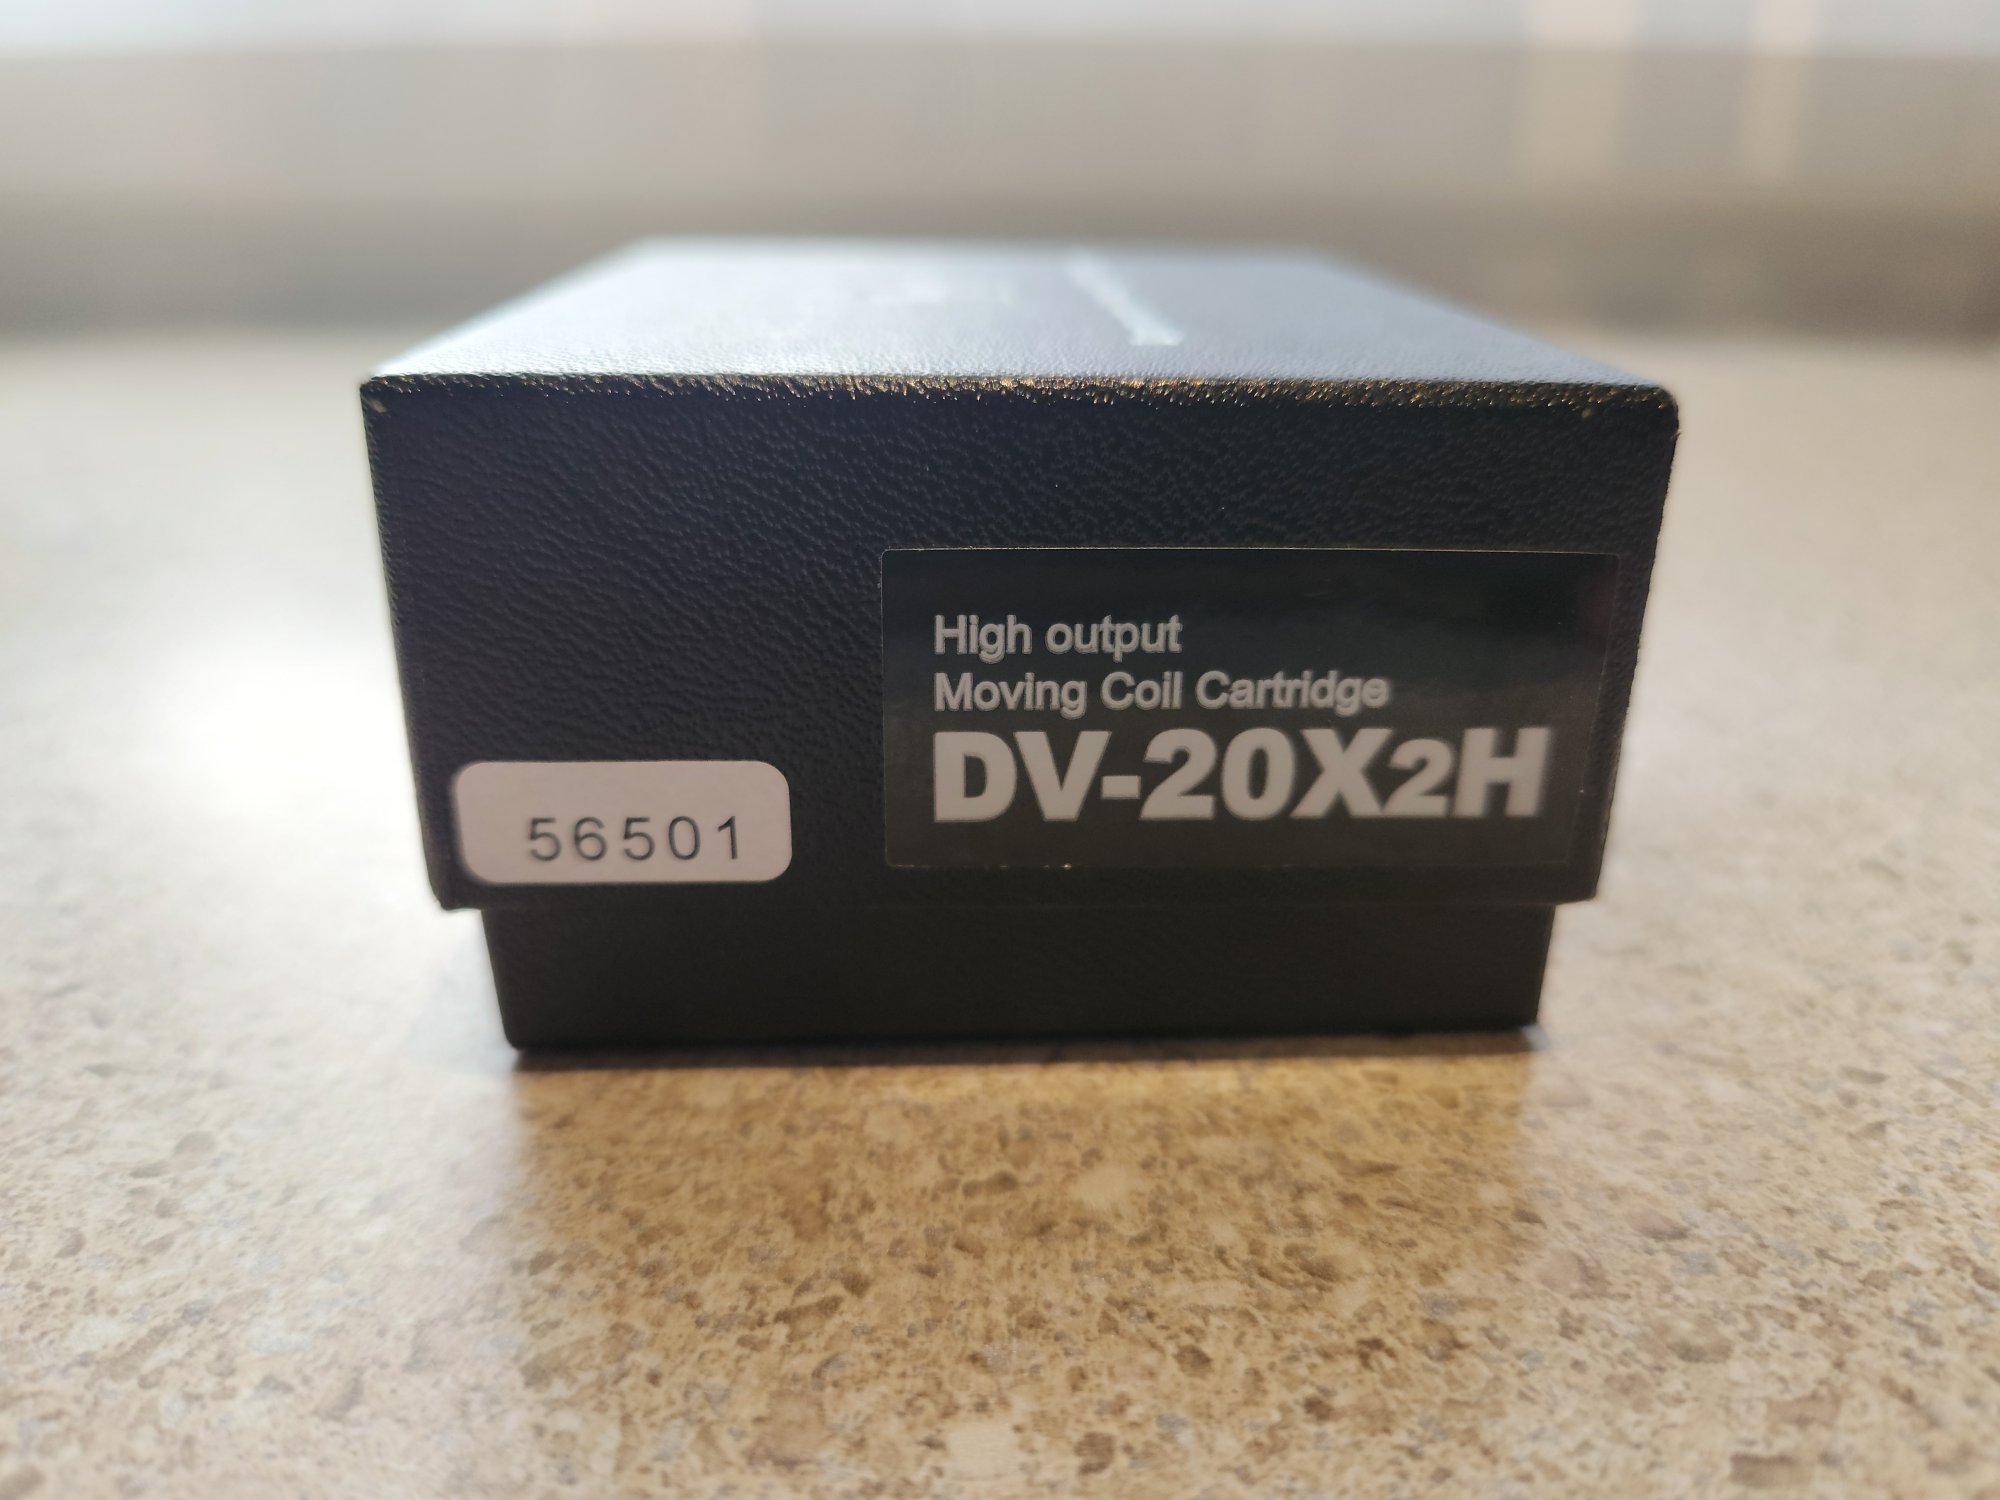 High output
Moving Coil Cartridge
DV-20X2H
56501